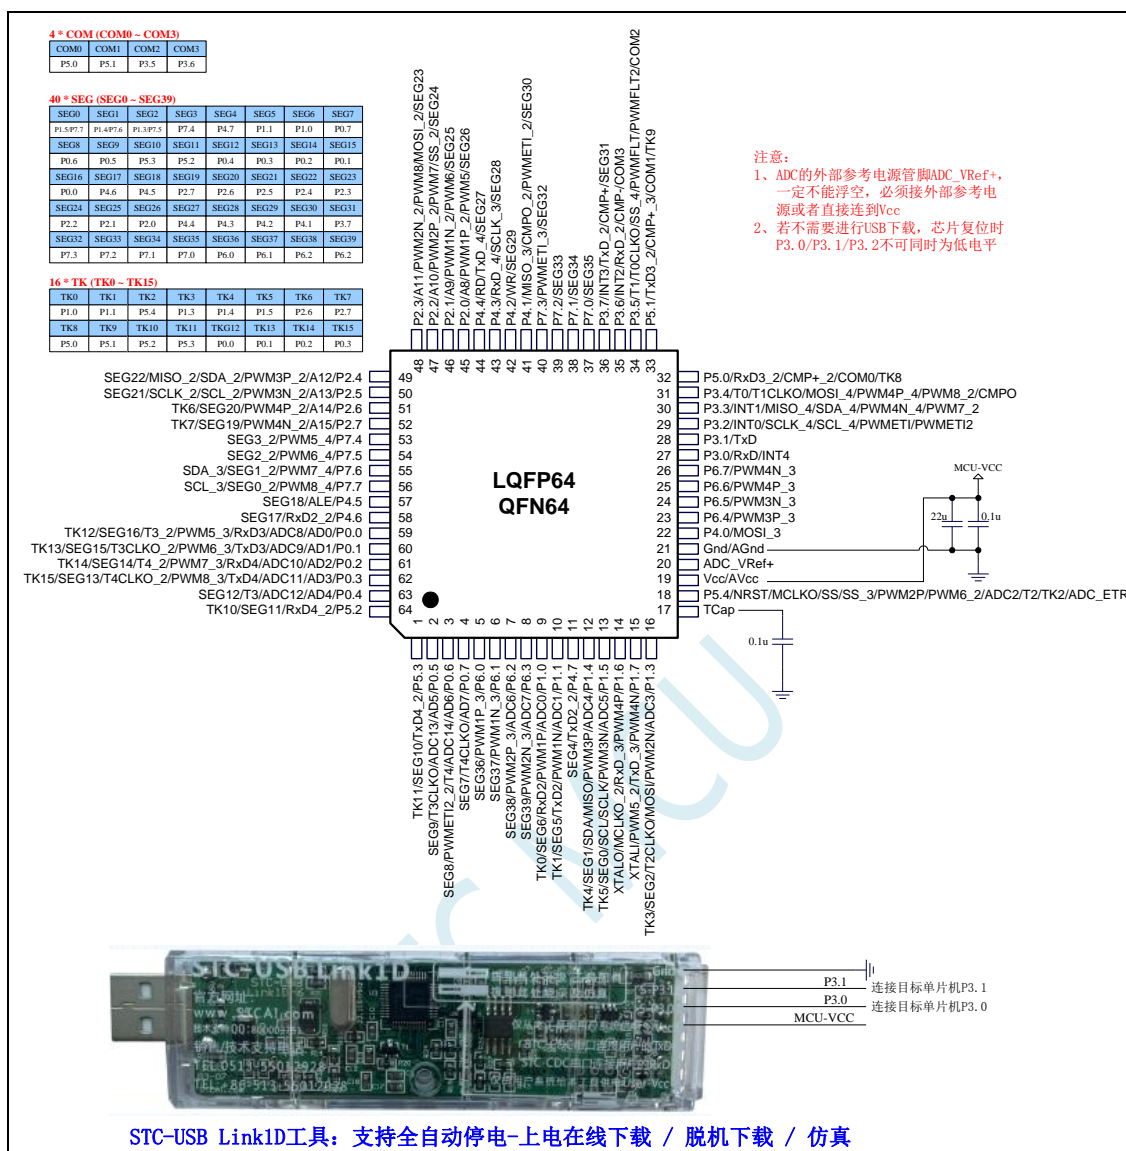 4 * COM (COM0 ~ COM3)
COM0 COM1 COM2 COM3
P5.0 P5.1 P3.5 P3.6
40 * SEG (SEG0 ~ SEG39)
SEG0 SEG1 SEG2 SEG3 SEG4 SEG5 SEG6 SEG7
P1.5/P7.7 P1.4/P7.6 P1.3/P7.5 P7.4 P4.7 P1.1 P1.0 P0.7
SEG8 SEG9 SEG10 SEG11 SEG12 SEG13 SEG14 SEG15
P0.6 P0.5 P5.3 P5.2 P0.4 P0.3 P0.2 P0.1
SEG16 SEG17 SEG18 SEG19 SEG20 SEG21 SEG22 SEG23
P0.0 P4.6 P4.5 P2.7 P2.6 P2.5 P2.4 P2.3
SEG24 SEG25 SEG26 SEG27 SEG28 SEG29 SEG30 SEG31
P2.2 P2.1 P2.0 P4.4 P4.3 P4.2 P4.1 P3.7
SEG32 SEG33 SEG34 SEG35 SEG36 SEG37 SEG38 SEG39
P7.3 P7.2 P7.1 P7.0 P6.0 P6.1 P6.2 P6.2
16 * TK (TK0 ~ TK15)
TK0 TK1 TK2 TK3 TK4 TK5 TK6 TK7
P1.0 P1.1 P5.4 P1.3 P1.4 P1.5 P2.6 P2.7
TK8 TK9 TK10 TK11 TKG12 TK13 TK14 TK15
P5.0 P5.1 P5.2 P5.3 P0.0 P0.1 P0.2 P0.3
P2.3/A11/PWM2N_2/PWM8/MOSI_2/SEG23
P2.2/A10/PWM2P_2/PWM7/SS_2/SEG24
P2.1/A9/PWM1N_2/PWM6/SEG25
P2.0/A8/PWM1P_2/PWM5/SEG26
P4.4/RD/TxD_4/SEG27
P4.3/RxD_4/SCLK_3/SEG28
P4.2/WR/SEG29
P4.1/MISO_3/CMPO_2/PWMETI_2/SEG30
P7.3/PWMETI_3/SEG32
P7.2/SEG33
P7.1/SEG34
P7.0/SEG35
P3.7/INT3/TxD_2/CMP+/SEG31
P3.6/INT2/RxD_2/CMP-/COM3
P3.5/T1/T0CLKO/SS_4/PWMFLT/PWMFLT2/COM2
P5.1/TxD3_2/CMP+_3/COM1/TK9
注意：
1、ADC的外部参考电源管脚ADC_VRef+，
一定不能浮空，必须接外部参考电
源或者直接连到Vcc
2、若不需要进行USB下载，芯片复位时
P3.0/P3.1/P3.2不可同时为低电平
48 47 46 45 44 43 42 41 40 39 38 37 36 35 34 33
SEG22/MISO_2/SDA_2/PWM3P_2/A12/P2.4 49
SEG21/SCLK_2/SCL_2/PWM3N_2/A13/P2.5 50
TK6/SEG20/PWM4P_2/A14/P2.6 51
TK7/SEG19/PWM4N_2/A15/P2.7 52
SEG3_2/PWM5_4/P7.4 53
SEG2_2/PWM6_4/P7.5 54
SDA_3/SEG1_2/PWM7_4/P7.6 55
SCL_3/SEG0_2/PWM8_4/P7.7 56
SEG18/ALE/P4.5 57
SEG17/RxD2_2/P4.6 58
TK12/SEG16/T3_2/PWM5_3/RxD3/ADC8/AD0/P0.0 59
TK13/SEG15/T3CLKO_2/PWM6_3/TxD3/ADC9/AD1/P0.1 60
TK14/SEG14/T4_2/PWM7_3/RxD4/ADC10/AD2/P0.2 61
TK15/SEG13/T4CLKO_2/PWM8_3/TxD4/ADC11/AD3/P0.3 62
SEG12/T3/ADC12/AD4/P0.4 63
TK10/SEG11/RxD4_2/P5.2 64
LQFP64
QFN64
32 P5.0/RxD3_2/CMP+_2/COM0/TK8
31 P3.4/T0/T1CLKO/MOSI_4/PWM4P_4/PWM8_2/CMPO
30 P3.3/INT1/MISO_4/SDA_4/PWM4N_4/PWM7_2
29 P3.2/INT0/SCLK_4/SCL_4/PWMETI/PWMETI2
28 P3.1/TxD
27 P3.0/RxD/INT4
26 P6.7/PWM4N_3
25 P6.6/PWM4P_3
24 P6.5/PWM3N_3
23 P6.4/PWM3P_3
22 P4.0/MOSI_3
21 Gnd/AGnd
20 ADC_VRef+
19 Vcc/AVcc
18 P5.4/NRST/MCLKO/SS/SS_3/PWM2P/PWM6_2/ADC2/T2/TK2/ADC_ETR
17 TCap
MCU-VCC
22u 0.1u
0.1u
1 2 3 4 5 6 7 8 9 10 11 12 13 14 15 16
TK11/SEG10/TxD4_2/P5.3
SEG9/T3CLKO/ADC13/AD5/P0.5
SEG8/PWMETI2_2/T4/ADC14/AD6/P0.6
SEG7/T4CLKO/AD7/P0.7
SEG36/PWM1P_3/P6.0
SEG37/PWM1N_3/P6.1
SEG38/PWM2P_3/ADC6/P6.2
SEG39/PWM2N_3/ADC7/P6.3
TK0/SEG6/RxD2/PWM1P/ADC0/P1.0
TK1/SEG5/TxD2/PWM1N/ADC1/P1.1
SEG4/TxD2_2/P4.7
TK4/SEG1/SDA/MISO/PWM3P/ADC4/P1.4
TK5/SEG0/SCL/SCLK/PWM3N/ADC5/P1.5
XTALO/MCLKO_2/RxD_3/PWM4P/P1.6
XTALI/PWM5_2/TxD_3/PWM4N/P1.7
TK3/SEG2/T2CLKO/MOSI/PWM2N/ADC3/P1.3
STC MCU
STC-USB Link1D
官方网址
www.STCAI.com
P3.1 连接目标单片机P3.1
P3.0 连接目标单片机P3.0
MCU-VCC
STC-USB Link1D工具：支持全自动停电-上电在线下载 / 脱机下载 / 仿真